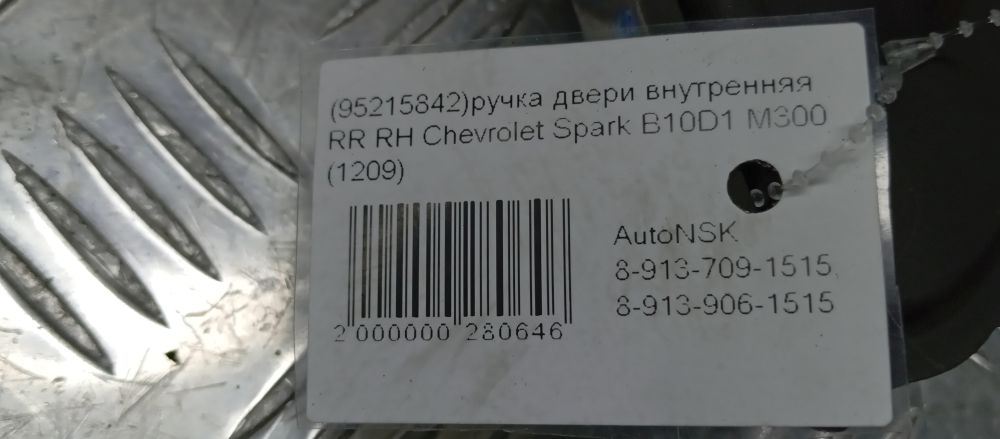 (95215842)ручка двери внутренняя
RR RH Chevrolet Spark B10D1 M300
(1209)
AutoNSK
8-913-709-1515,
8-913-906-1515
2 000000 280646